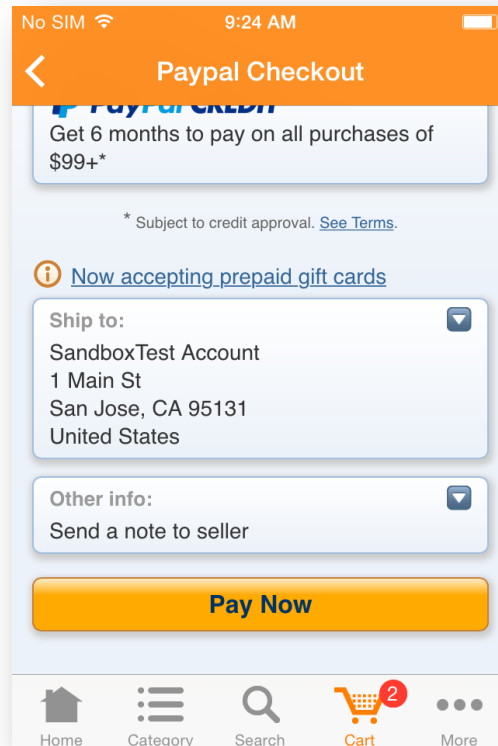 No SIM 9:24 AM
Paypal Checkout
PayPal CREDIT
Get 6 months to pay on all purchases of
$99+*
* Subject to credit approval. See Terms.
Now accepting prepaid gift cards
Ship to:
SandboxTest Account
1 Main St
San Jose, CA 95131
United States
Other info:
Send a note to seller
Pay Now
2
Home Category Search Cart More